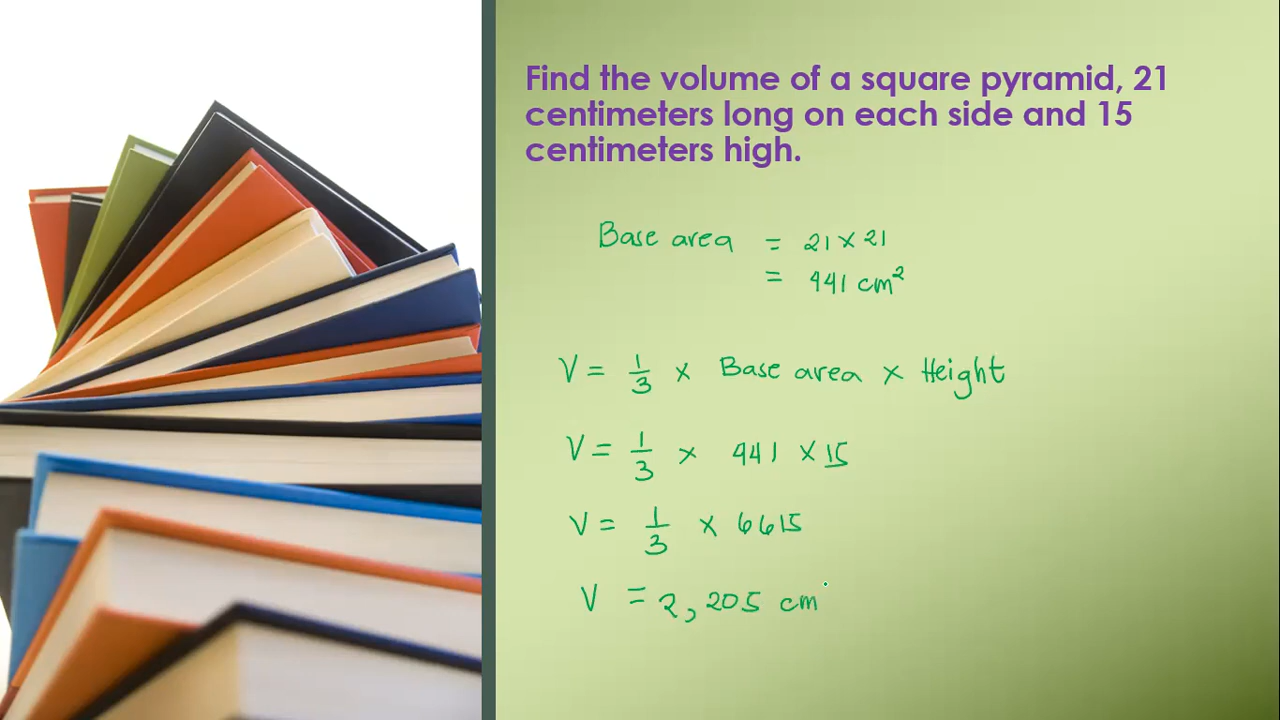 Find the volume of a square pyramid, 21
centimeters long on each side and 15
centimeters high.
Base area = 21 × 21
= 441 cm²
V = 1/3 × Base area × Height
V = 1/3 × 441 × 15
V = 1/3 × 6615
V = 2,205 cm